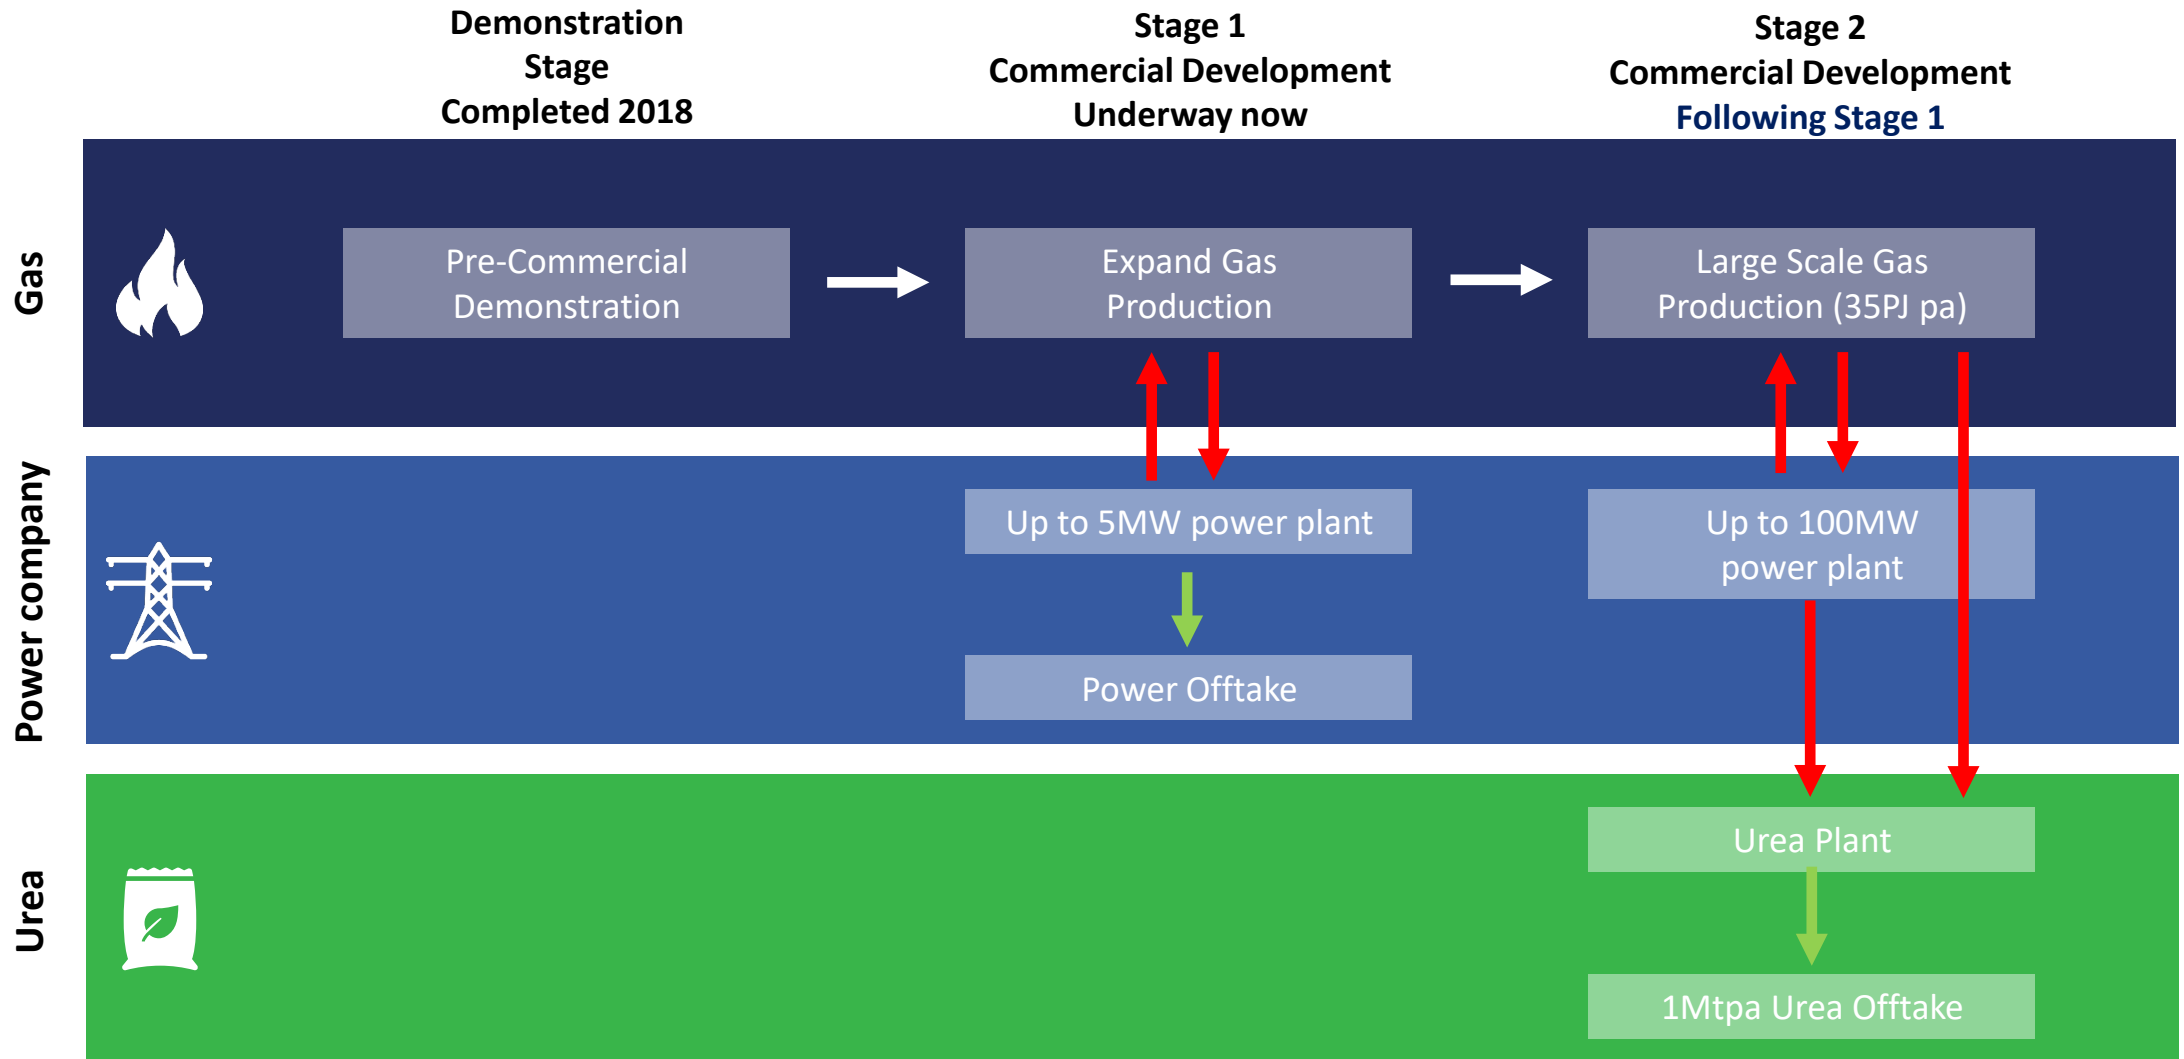 Demonstration
Stage
Completed 2018
Stage 1
Commercial Development
Underway now
Stage 2
Commercial Development
Following Stage 1
Gas
Pre-Commercial
Demonstration
Expand Gas
Production
Large Scale Gas
Production (35PJ pa)
Power company
Up to 5MW power plant
Up to 100MW
power plant
Power Offtake
Urea
Urea Plant
1Mtpa Urea Offtake